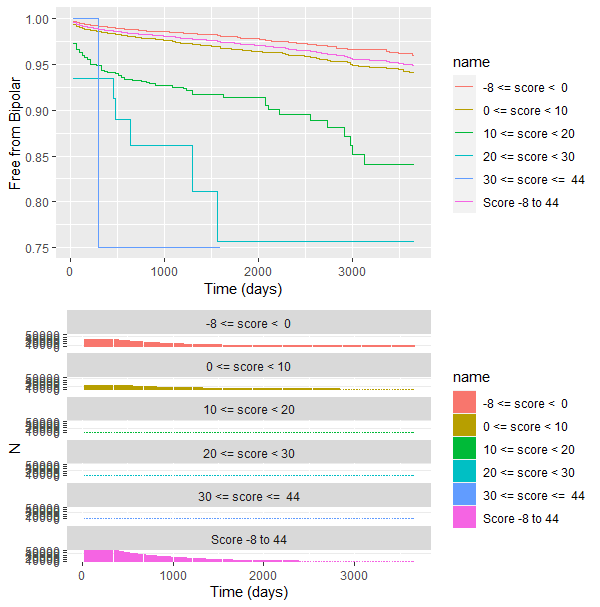 1.00
0.95
0.90
0.85
0.80
0.75
Free from Bipolar
0
1000
2000
3000
Time (days)
name
-8 <= score < 0
0 <= score < 10
10 <= score < 20
20 <= score < 30
30 <= score <= 44
Score -8 to 44
-8 <= score < 0
0 <= score < 10
10 <= score < 20
20 <= score < 30
30 <= score <= 44
Score -8 to 44
N
0
1000
2000
3000
Time (days)
name
-8 <= score < 0
0 <= score < 10
10 <= score < 20
20 <= score < 30
30 <= score <= 44
Score -8 to 44